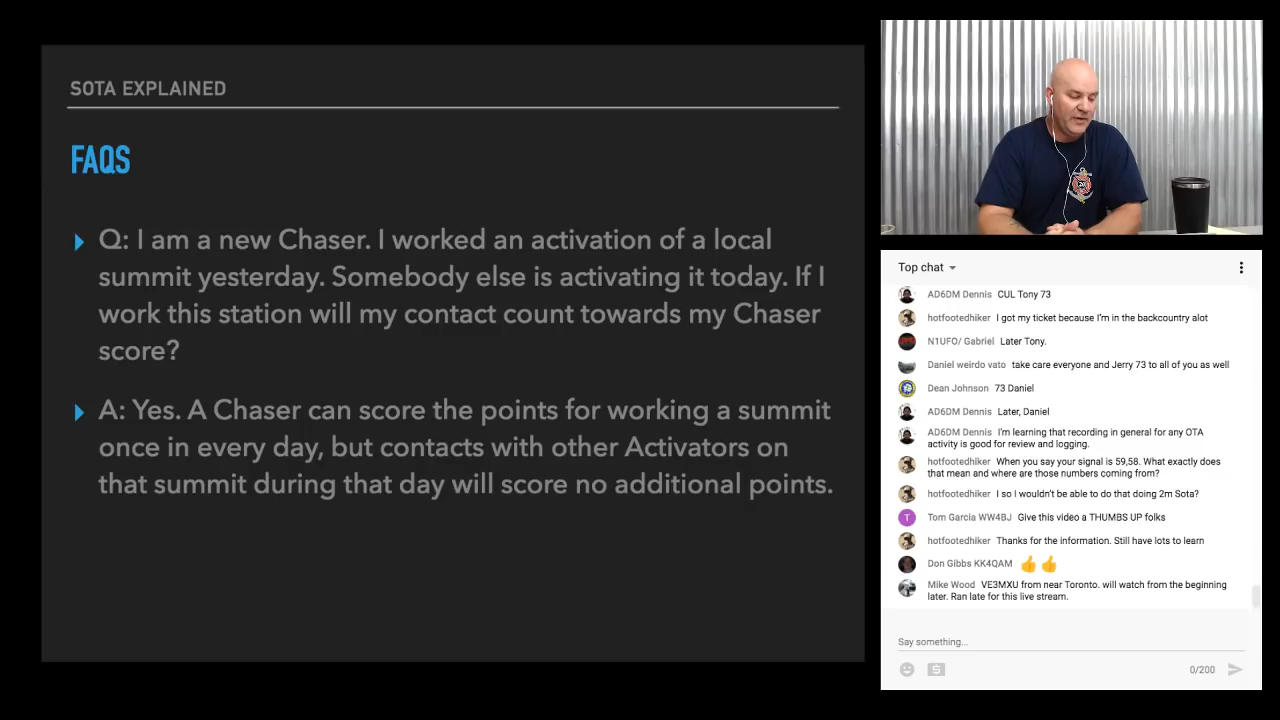 SOTA EXPLAINED
FAQS
Q: I am a new Chaser. I worked an activation of a local
summit yesterday. Somebody else is activating it today. If I
work this station will my contact count towards my Chaser
score?
A: Yes. A Chaser can score the points for working a summit
once in every day, but contacts with other Activators on
that summit during that day will score no additional points.
Top chat
AD6DM Dennis CUL Tony 73
hotfootedhiker I got my ticket because I'm in the backcountry alot
N1UFO/ Gabriel Later Tony.
Daniel weirdo vato take care everyone and Jerry 73 to all of you as well
Dean Johnson 73 Daniel
AD6DM Dennis Later, Daniel
AD6DM Dennis I'm learning that recording in general for any OTA
activity is good for review and logging.
hotfootedhiker When you say your signal is 59,58. What exactly does
that mean and where are those numbers coming from?
hotfootedhiker I so I wouldn't be able to do that doing 2m Sota?
T Tom Garcia WW4BJ Give this video a THUMBS UP folks
hotfootedhiker Thanks for the information. Still have lots to learn
Don Gibbs KK4QAM 👍 👍
Mike Wood VE3MXU from near Toronto. will watch from the beginning
later. Ran late for this live stream.
Say something...
0/200